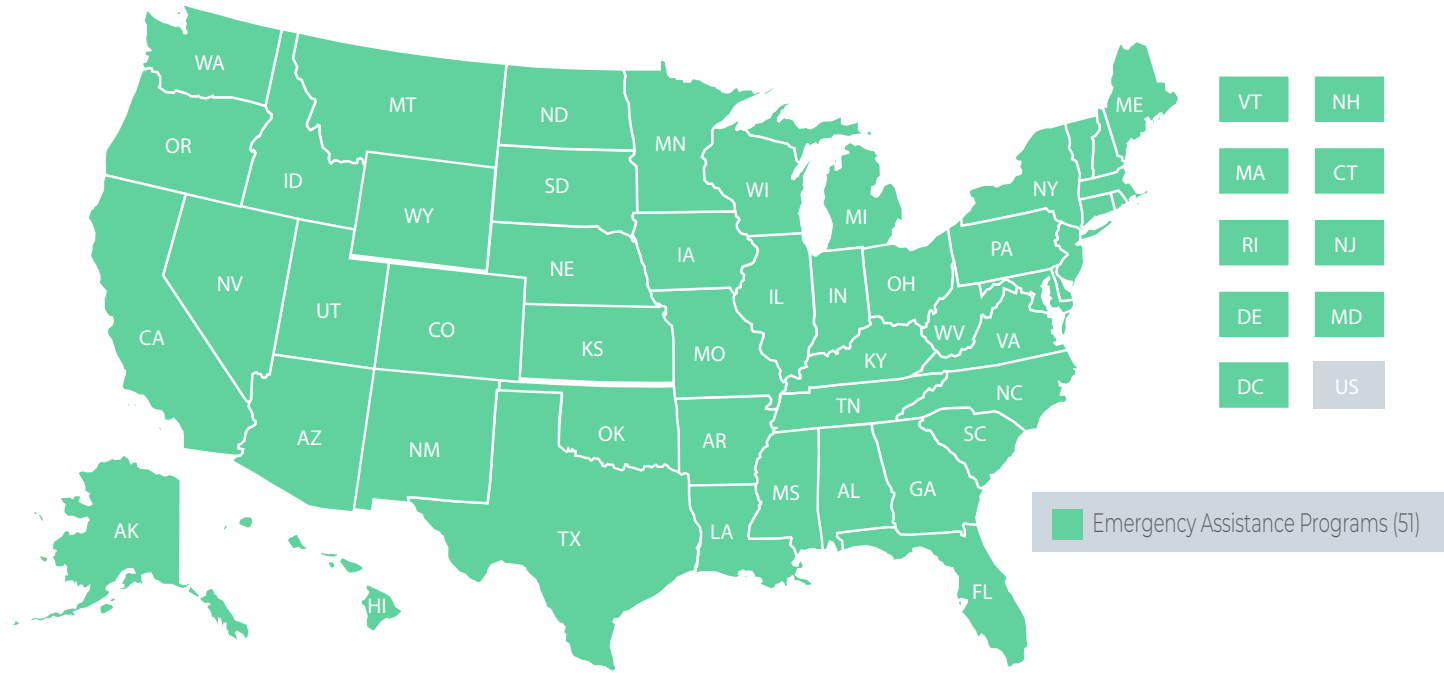 WA
OR
CA
ID
NV
MT
WY
UT
AZ
CO
NM
ND
SD
NE
KS
OK
TX
MN
IA
MO
AR
LA
WI
IL
MI
IN
OH
KY
TN
MS
AL
GA
FL
SC
NC
VA
WV
PA
NY
ME
AK
HI
VT NH
MA CT
RI NJ
DE MD
DC US
Emergency Assistance Programs (51)